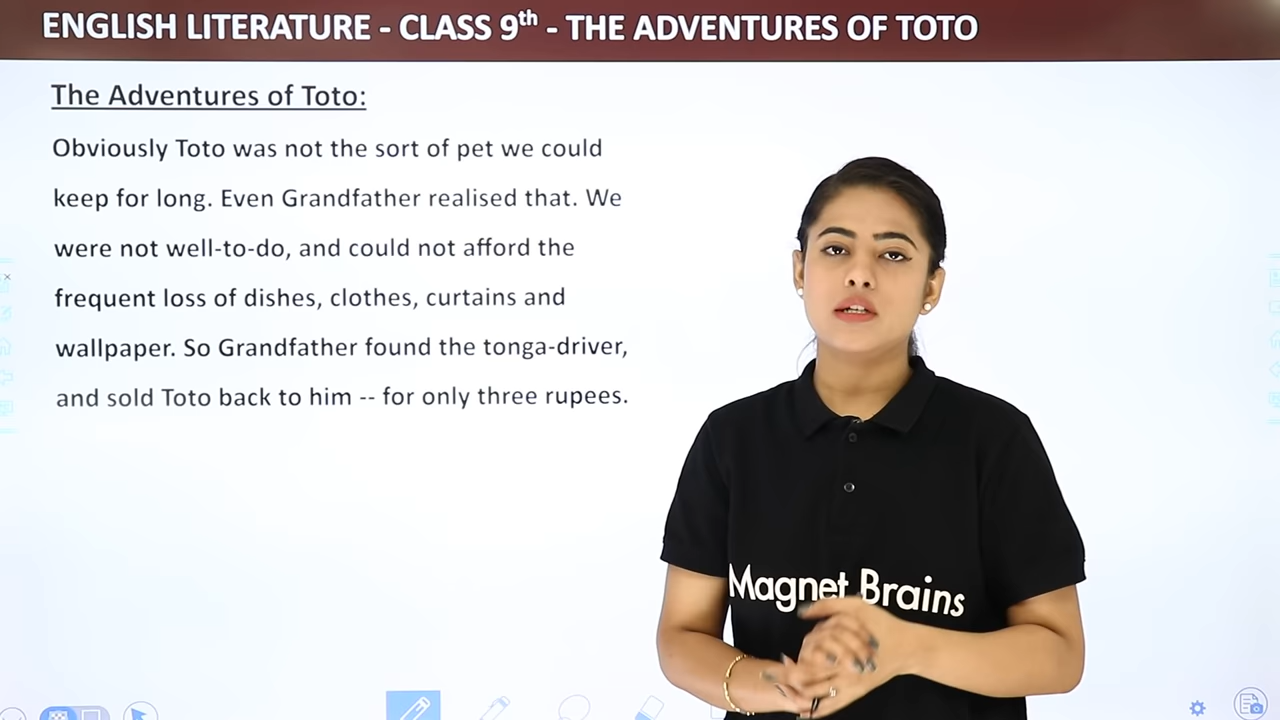 ENGLISH LITERATURE - CLASS 9th - THE ADVENTURES OF TOTO
The Adventures of Toto:
Obviously Toto was not the sort of pet we could
keep for long. Even Grandfather realised that. We
were not well-to-do, and could not afford the
frequent loss of dishes, clothes, curtains and
wallpaper. So Grandfather found the tonga-driver,
and sold Toto back to him -- for only three rupees.
Magnet Brains